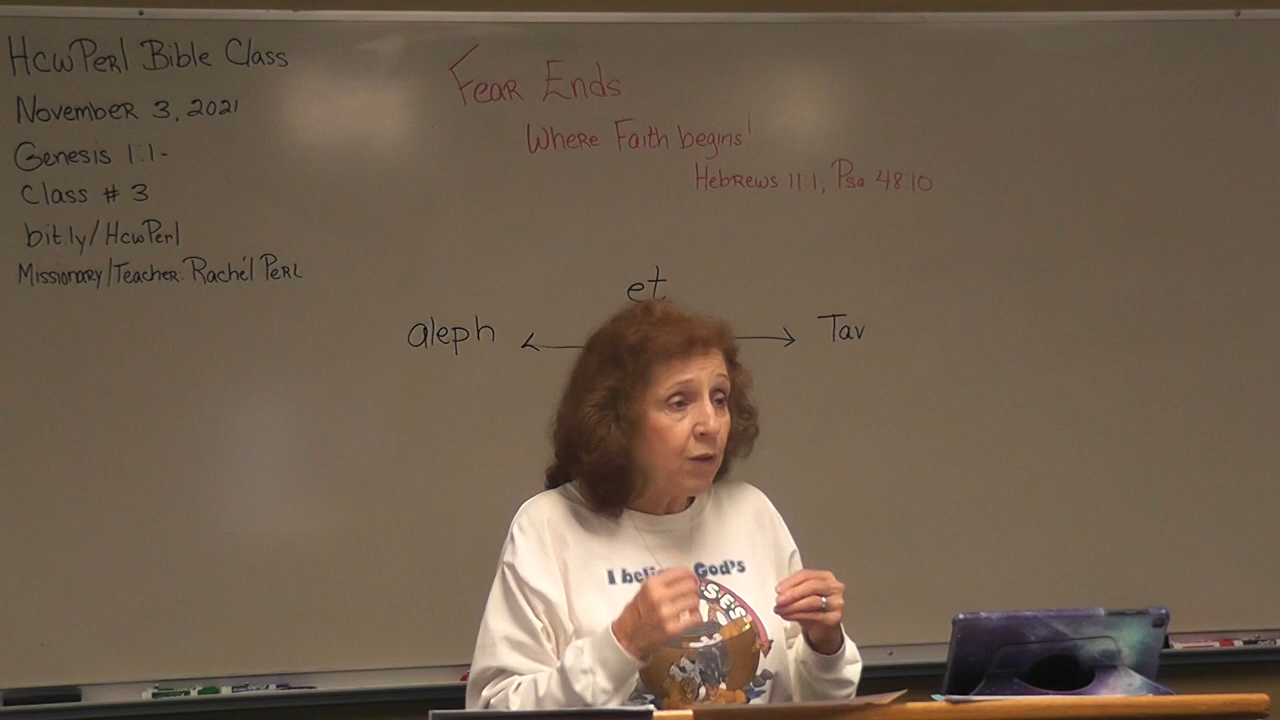 HcwPerl Bible Class
November 3, 2021
Genesis 1:1-
Class # 3
bit.ly/HcwPerl
Missionary/Teacher: Rachél Perl
Fear Ends
Where Faith begins!
Hebrews 11:1, Psa 48:10
et
aleph
Tav
I God's